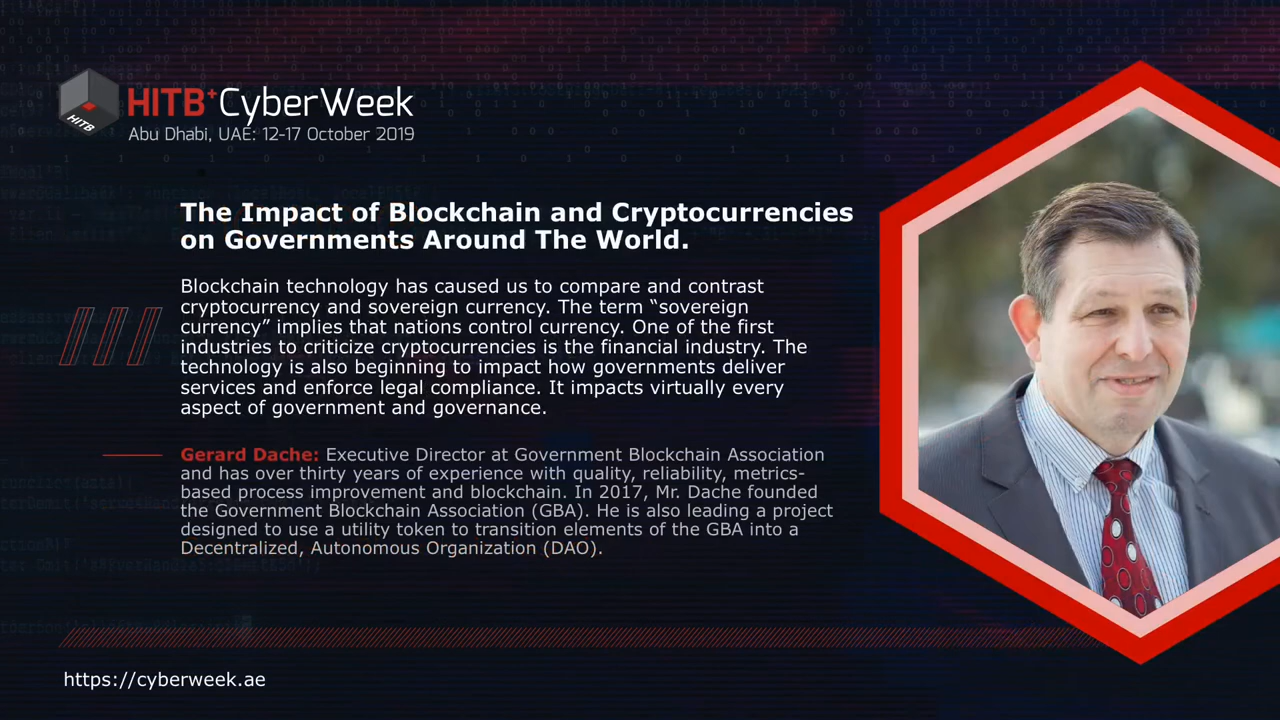 HITB+CyberWeek
HITB
Abu Dhabi, UAE: 12-17 October 2019
The Impact of Blockchain and Cryptocurrencies
on Governments Around The World.
Blockchain technology has caused us to compare and contrast
cryptocurrency and sovereign currency. The term “sovereign
currency” implies that nations control currency. One of the first
industries to criticize cryptocurrencies is the financial industry. The
technology is also beginning to impact how governments deliver
services and enforce legal compliance. It impacts virtually every
aspect of government and governance.
Gerard Dache: Executive Director at Government Blockchain Association
and has over thirty years of experience with quality, reliability, metrics-
based process improvement and blockchain. In 2017, Mr. Dache founded
the Government Blockchain Association (GBA). He is also leading a project
designed to use a utility token to transition elements of the GBA into a
Decentralized, Autonomous Organization (DAO).
https://cyberweek.ae